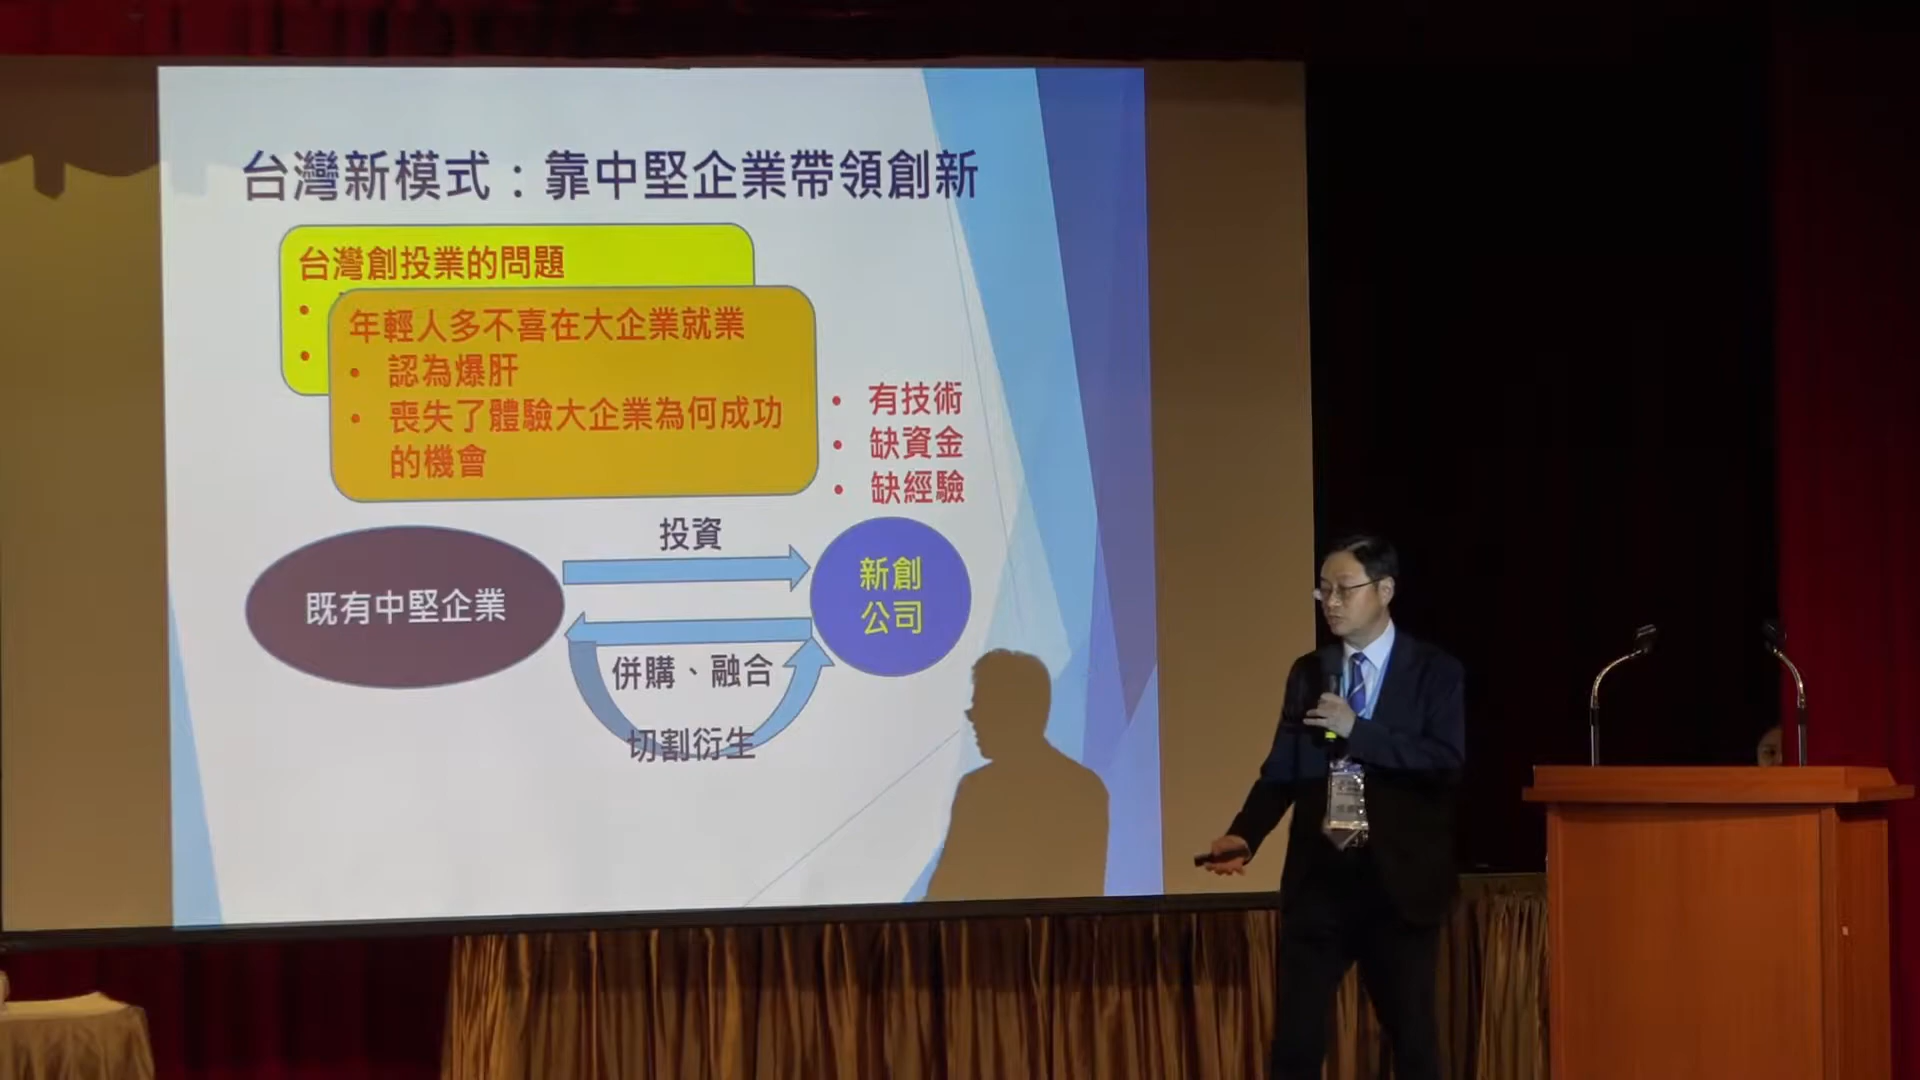 台灣新模式：靠中堅企業帶領創新
台灣創投業的問題
年輕人多不喜在大企業就業
• 認為爆肝
• 喪失了體驗大企業為何成功
的機會
• 有技術
• 缺資金
• 缺經驗
投資
既有中堅企業
新創
公司
併購、融合
切割衍生